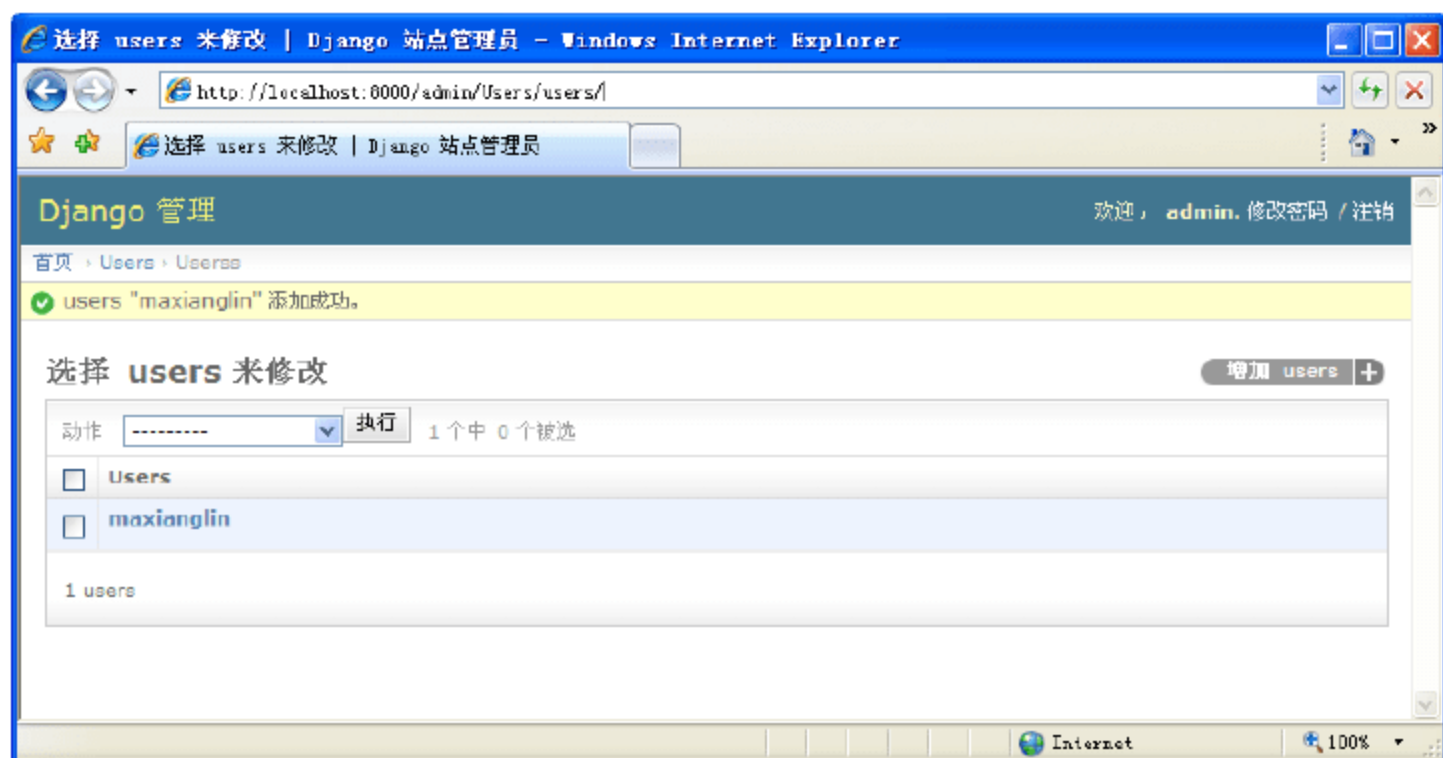 选择 users 来修改 | Django 站点管理员 - Windows Internet Explorer
http://localhost:8000/admin/Users/users/
选择 users 来修改 | Django 站点管理员
»
Django 管理
欢迎， admin. 修改密码 / 注销
首页 › Users › Userss
users "maxianglin" 添加成功。
选择 users 来修改
增加 users +
动作 --------- 执行 1 个中 0 个被选
Users
maxianglin
1 users
Internet 100%